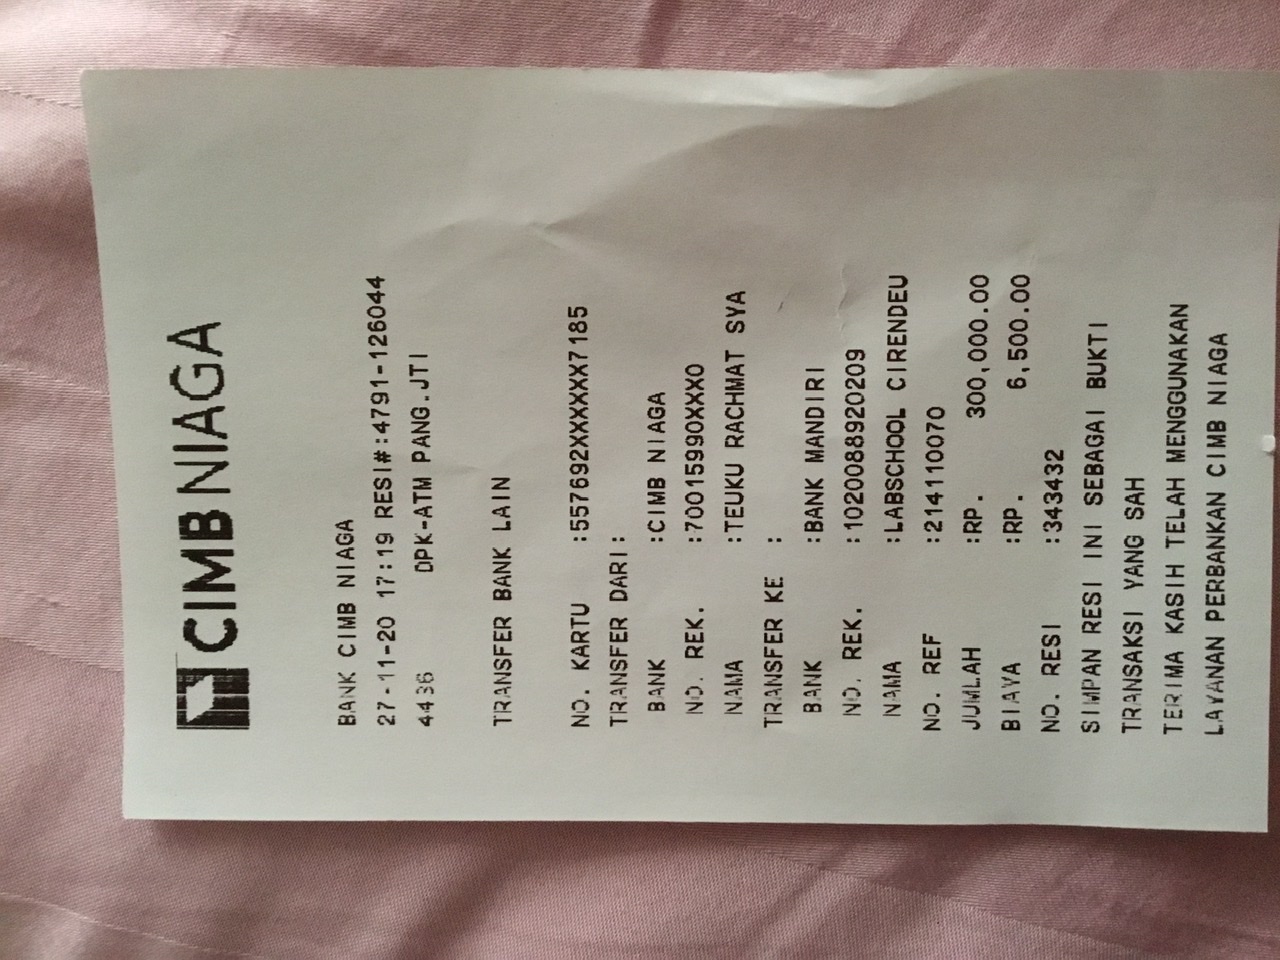 CIMB NIAGA
BANK CIMB NIAGA
27-11-20 17:19 RESI#:4791-126044
4436 DPK-ATM PANG.JTI
TRANSFER BANK LAIN
NO. KARTU :557692XXXXXX7185
TRANSFER DARI:
BANK :CIMB NIAGA
NO. REK. :70015990XXX0
NAMA :TEUKU RACHMAT SYA
TRANSFER KE :
BANK :BANK MANDIRI
NO. REK. :1020088920209
NAMA :LABSCHOOL CIRENDEU
NO. REF :214110070
JUMLAH :RP. 300,000.00
BIAYA :RP. 6,500.00
NO. RESI :343432
SIMPAN RESI INI SEBAGAI BUKTI
TRANSAKSI YANG SAH
TERIMA KASIH TELAH MENGGUNAKAN
LAYANAN PERBANKAN CIMB NIAGA